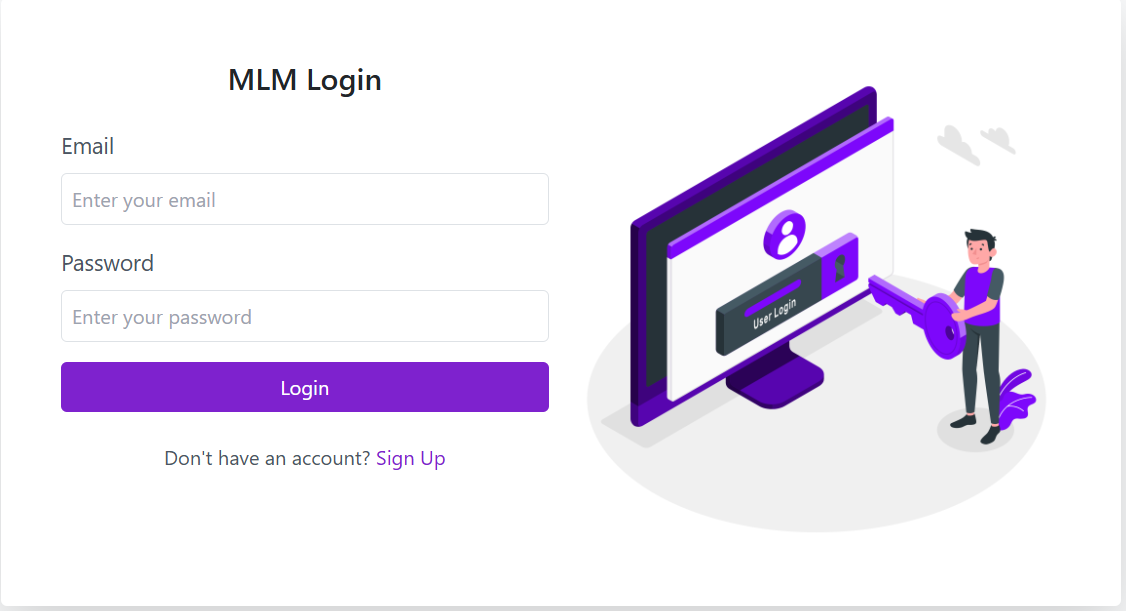 MLM Login
Email
Enter your email
Password
Enter your password
Login
Don't have an account? Sign Up
User Login